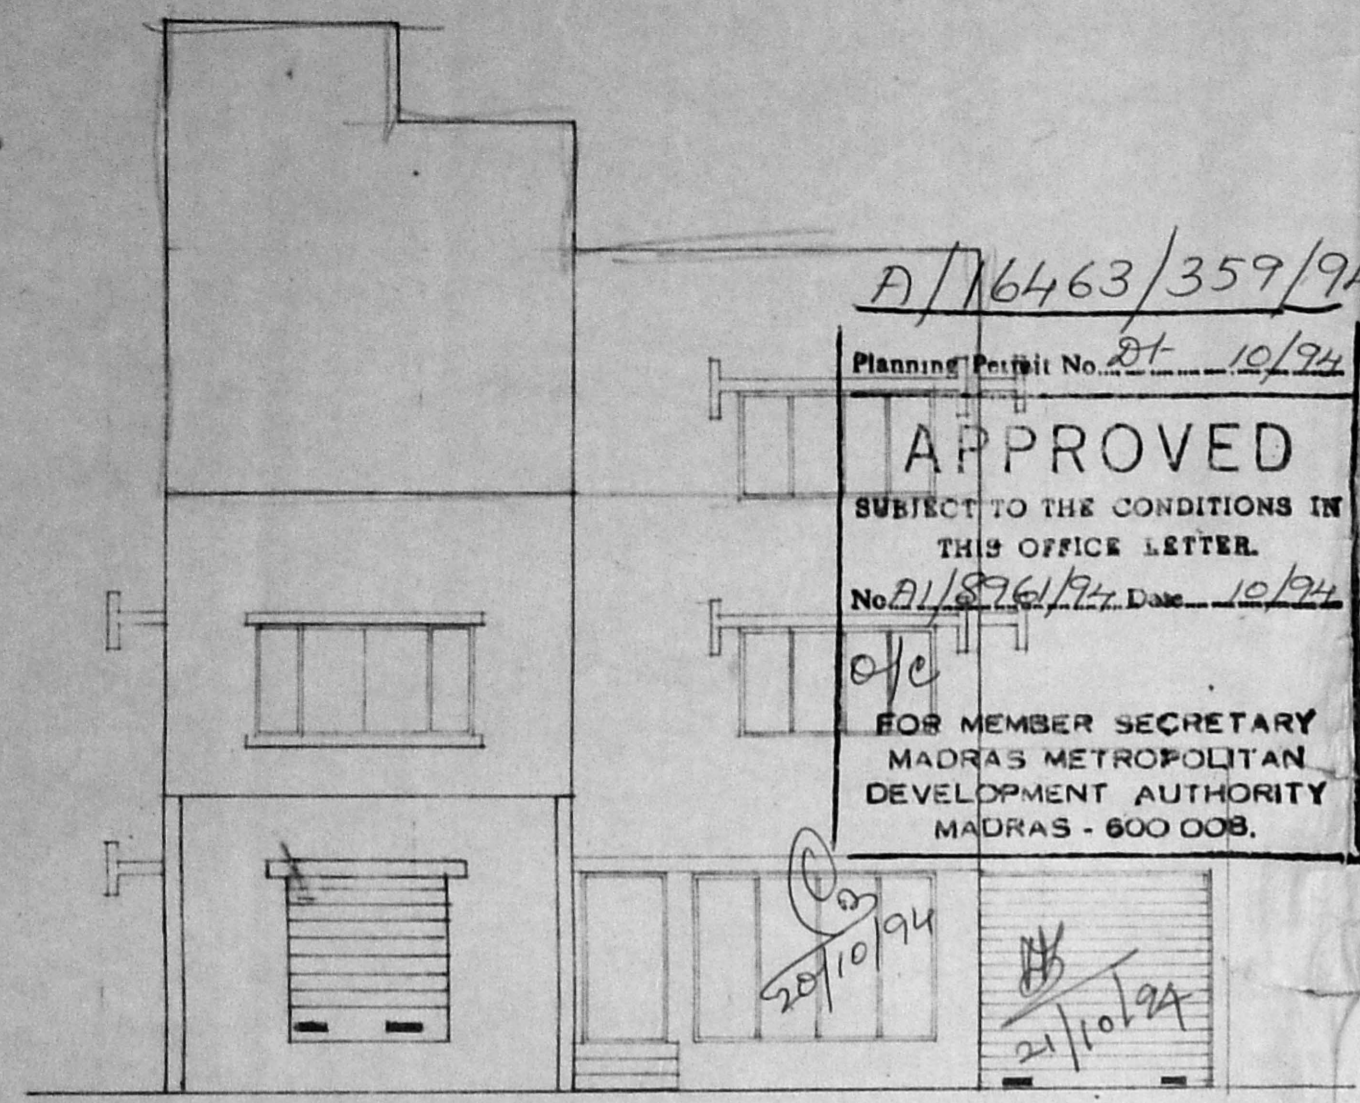 A/16463/359/94
Planning Permit No. Dt 10/94
APPROVED
SUBJECT TO THE CONDITIONS IN
THIS OFFICE LETTER.
No A1/8961/94 Date 10/94
o/c
FOR MEMBER SECRETARY
MADRAS METROPOLITAN
DEVELOPMENT AUTHORITY
MADRAS - 600 008.
20/10/94
21/10/94